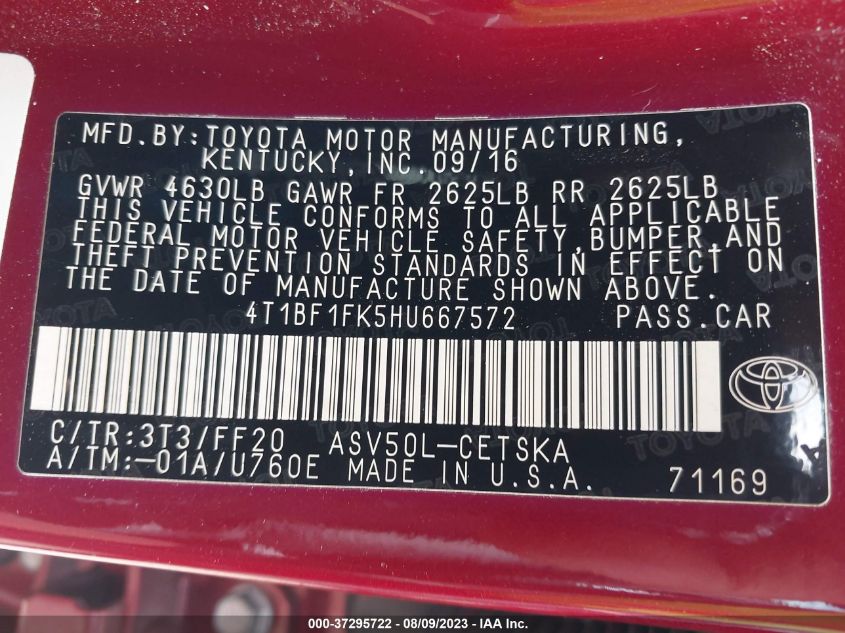 MFD.BY:TOYOTA MOTOR MANUFACTURING,
KENTUCKY,INC.09/16
GVWR 4630LB GAWR FR 2625LB RR 2625LB
THIS VEHICLE CONFORMS TO ALL APPLICABLE
FEDERAL MOTOR VEHICLE SAFETY,BUMPER,AND
THEFT PREVENTION STANDARDS IN EFFECT ON
THE DATE OF MANUFACTURE SHOWN ABOVE.
4T1BF1FK5HU667572 PASS.CAR
C/TR:3T3/FF20 ASV50L-CETSKA
A/TM:-01A/U760E MADE IN U.S.A. 71169
000-37295722 - 08/09/2023 - IAAI.com